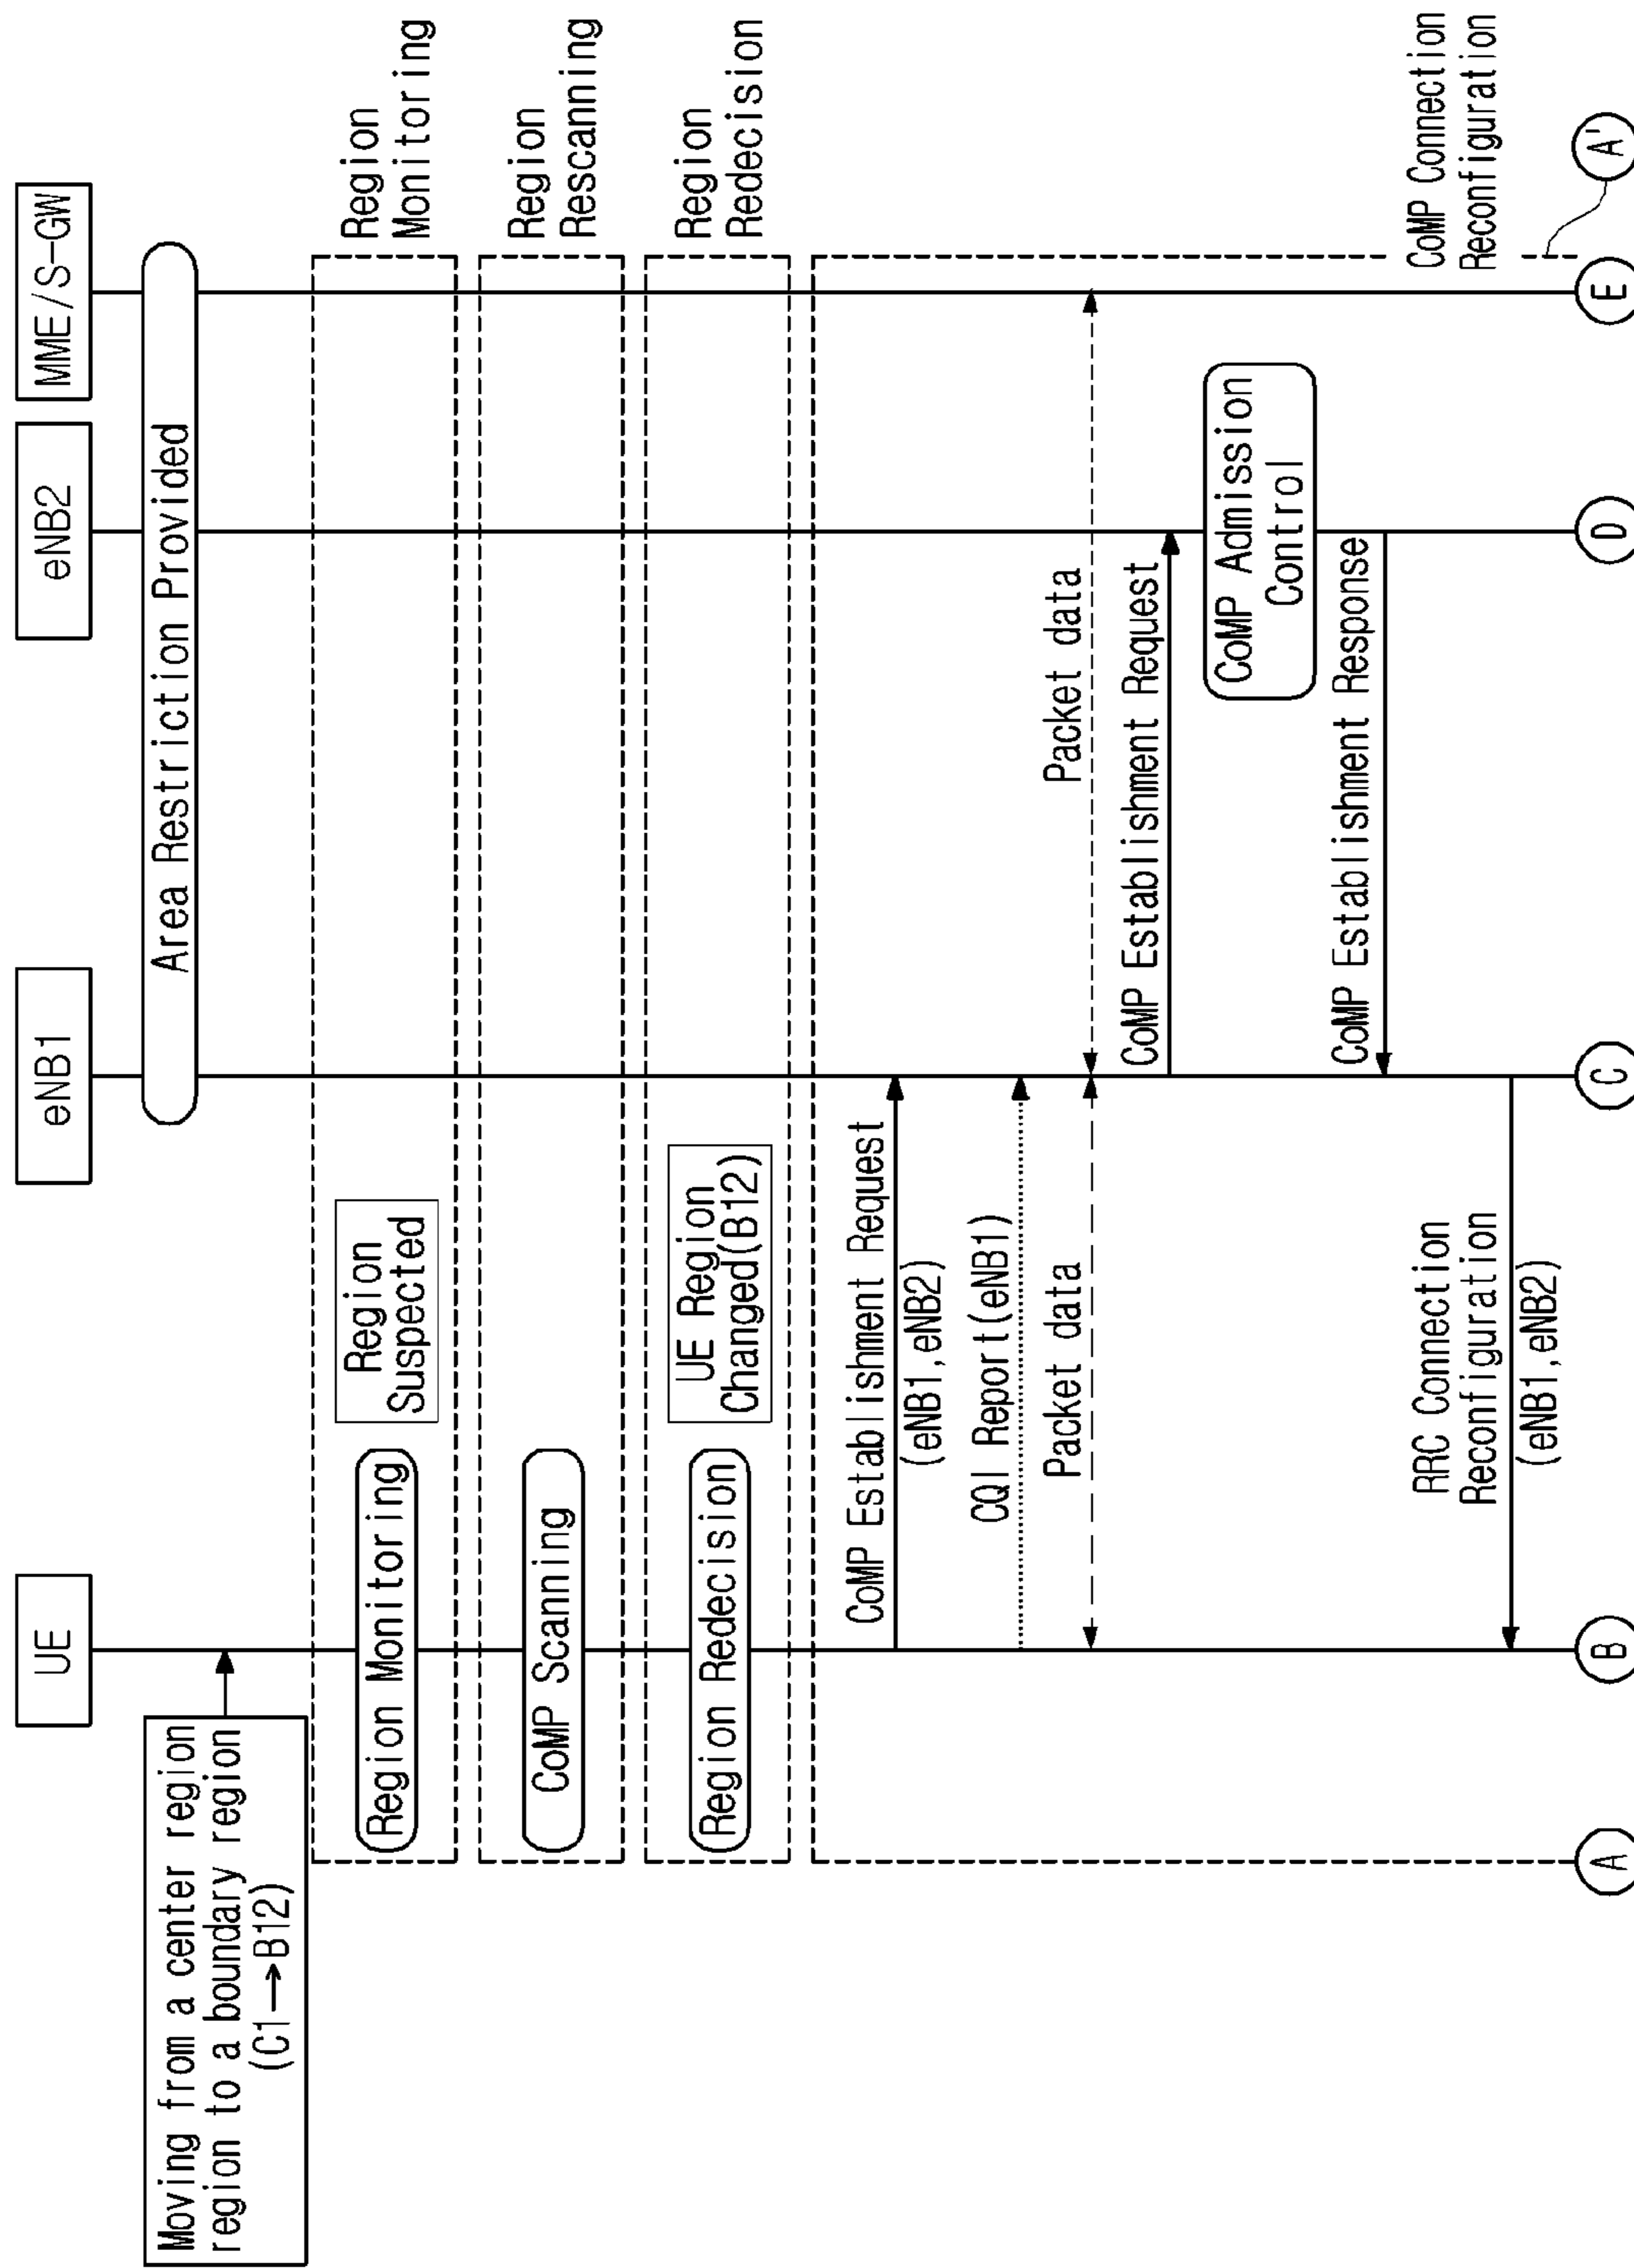 UE
eNB1
eNB2
MME/S-GW
Area Restriction Provided
Moving from a center region
region to a boundary region
(C1→B12)
Region Monitoring
Region
Suspected
Region
Monitoring
CoMP Scanning
Region
Rescanning
Region Redecision
UE Region
Changed(B12)
Region
Redecision
CoMP Establishment Request
(eNB1,eNB2)
CQI Report(eNB1)
Packet data
Packet data
CoMP Establishment Request
CoMP Admission
Control
CoMP Establishment Response
RRC Connection
Reconfiguration
(eNB1,eNB2)
CoMP Connection
Reconfiguration
A
B
C
D
E
A'